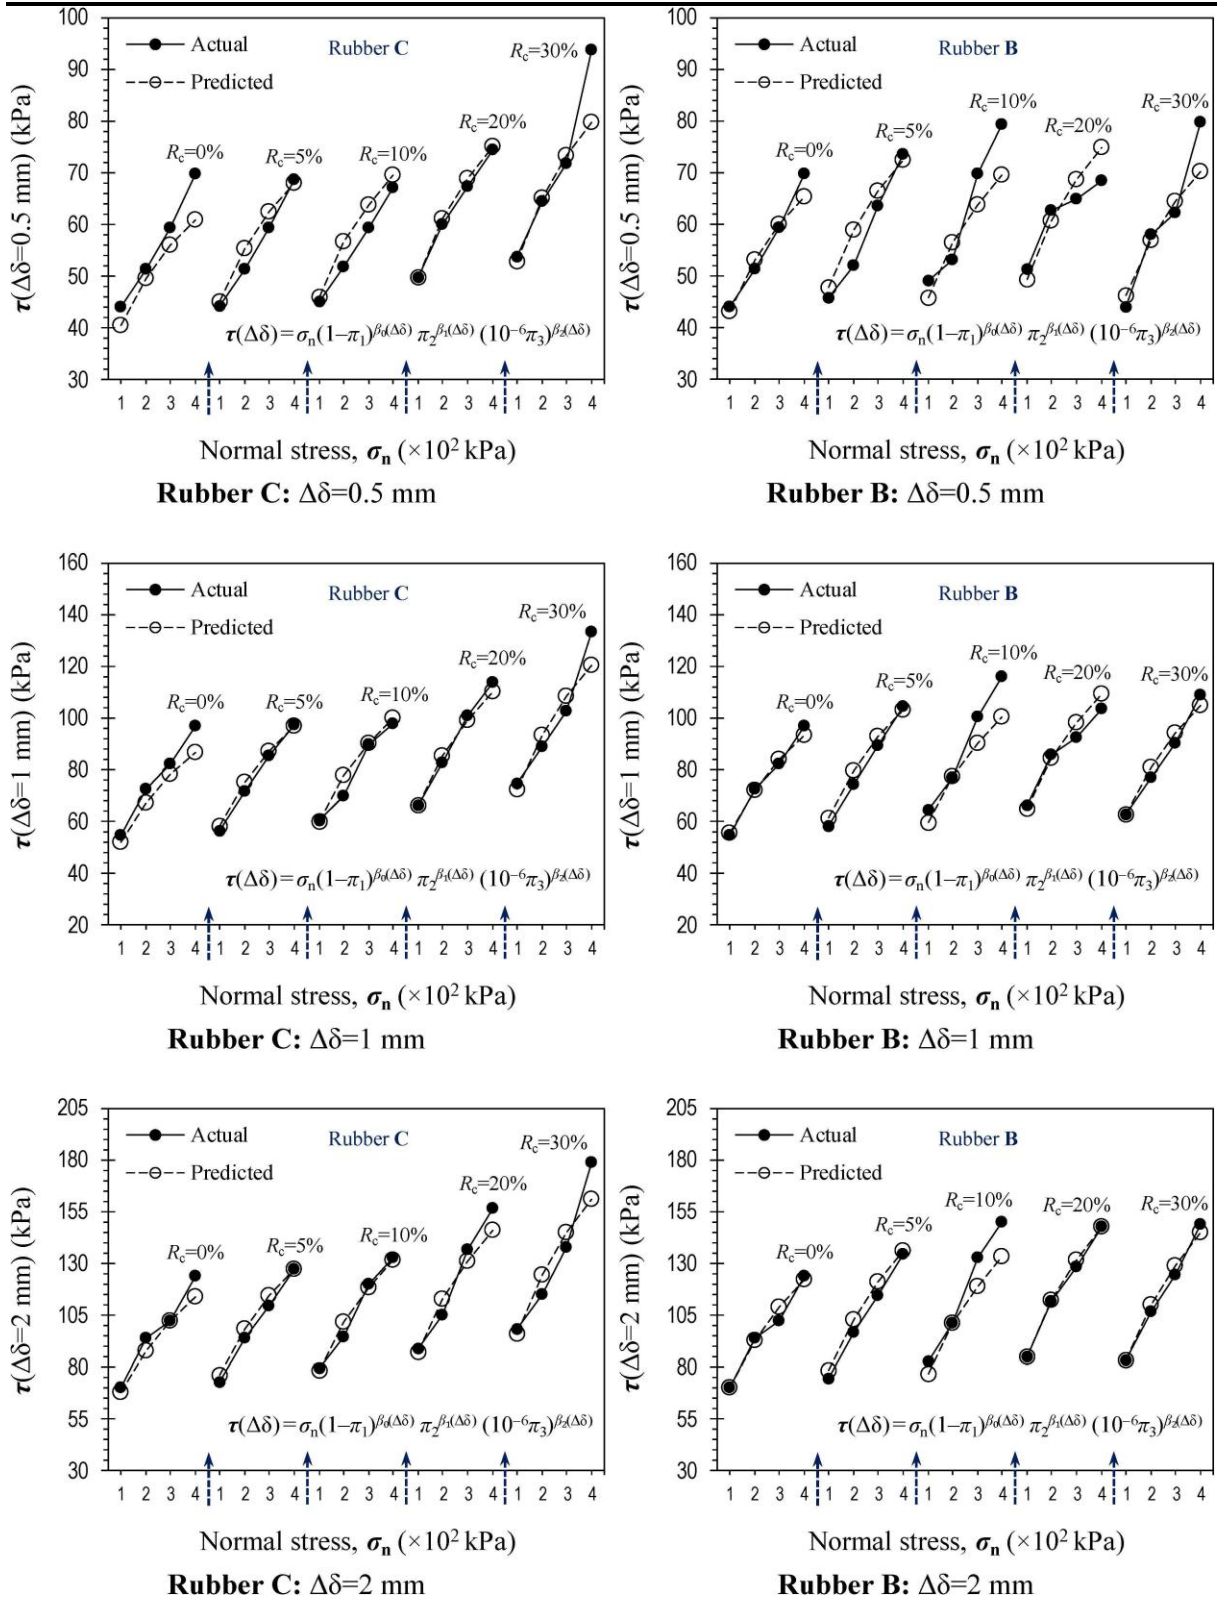 100
90
80
70
60
50
40
30
τ(Δδ=0.5 mm) (kPa)
Actual
Predicted
Rubber C
Rc=0%
Rc=5%
Rc=10%
Rc=20%
Rc=30%
τ(Δδ)=σn(1−π1)^β0(Δδ) π2^β1(Δδ) (10^−6π3)^β2(Δδ)
1 2 3 4 1 2 3 4 1 2 3 4 1 2 3 4 1 2 3 4
Normal stress, σn (×10² kPa)
Rubber C: Δδ=0.5 mm
100
90
80
70
60
50
40
30
τ(Δδ=0.5 mm) (kPa)
Actual
Predicted
Rubber B
Rc=0%
Rc=5%
Rc=10%
Rc=20%
Rc=30%
τ(Δδ)=σn(1−π1)^β0(Δδ) π2^β1(Δδ) (10^−6π3)^β2(Δδ)
1 2 3 4 1 2 3 4 1 2 3 4 1 2 3 4 1 2 3 4
Normal stress, σn (×10² kPa)
Rubber B: Δδ=0.5 mm
160
140
120
100
80
60
40
20
τ(Δδ=1 mm) (kPa)
Actual
Predicted
Rubber C
Rc=0%
Rc=5%
Rc=10%
Rc=20%
Rc=30%
τ(Δδ)=σn(1−π1)^β0(Δδ) π2^β1(Δδ) (10^−6π3)^β2(Δδ)
1 2 3 4 1 2 3 4 1 2 3 4 1 2 3 4 1 2 3 4
Normal stress, σn (×10² kPa)
Rubber C: Δδ=1 mm
160
140
120
100
80
60
40
20
τ(Δδ=1 mm) (kPa)
Actual
Predicted
Rubber B
Rc=0%
Rc=5%
Rc=10%
Rc=20%
Rc=30%
τ(Δδ)=σn(1−π1)^β0(Δδ) π2^β1(Δδ) (10^−6π3)^β2(Δδ)
1 2 3 4 1 2 3 4 1 2 3 4 1 2 3 4 1 2 3 4
Normal stress, σn (×10² kPa)
Rubber B: Δδ=1 mm
205
180
155
130
105
80
55
30
τ(Δδ=2 mm) (kPa)
Actual
Predicted
Rubber C
Rc=0%
Rc=5%
Rc=10%
Rc=20%
Rc=30%
τ(Δδ)=σn(1−π1)^β0(Δδ) π2^β1(Δδ) (10^−6π3)^β2(Δδ)
1 2 3 4 1 2 3 4 1 2 3 4 1 2 3 4 1 2 3 4
Normal stress, σn (×10² kPa)
Rubber C: Δδ=2 mm
205
180
155
130
105
80
55
30
τ(Δδ=2 mm) (kPa)
Actual
Predicted
Rubber B
Rc=0%
Rc=5%
Rc=10%
Rc=20%
Rc=30%
τ(Δδ)=σn(1−π1)^β0(Δδ) π2^β1(Δδ) (10^−6π3)^β2(Δδ)
1 2 3 4 1 2 3 4 1 2 3 4 1 2 3 4 1 2 3 4
Normal stress, σn (×10² kPa)
Rubber B: Δδ=2 mm